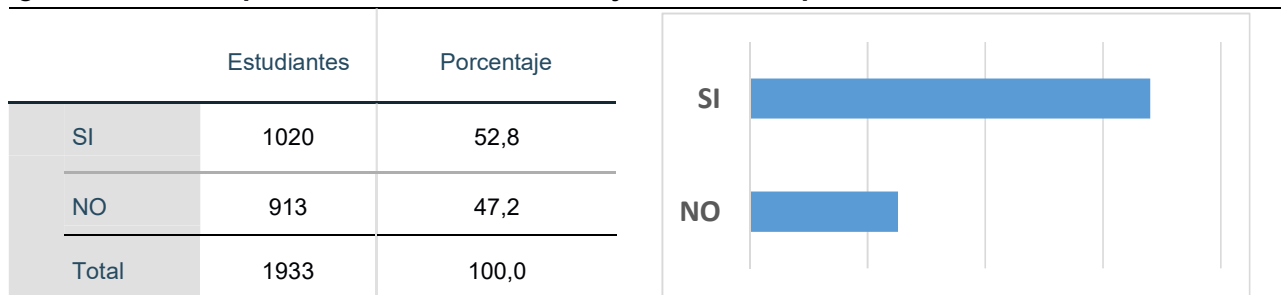 Estudiantes Porcentaje
SI 1020 52,8
NO 913 47,2
Total 1933 100,0
SI
NO